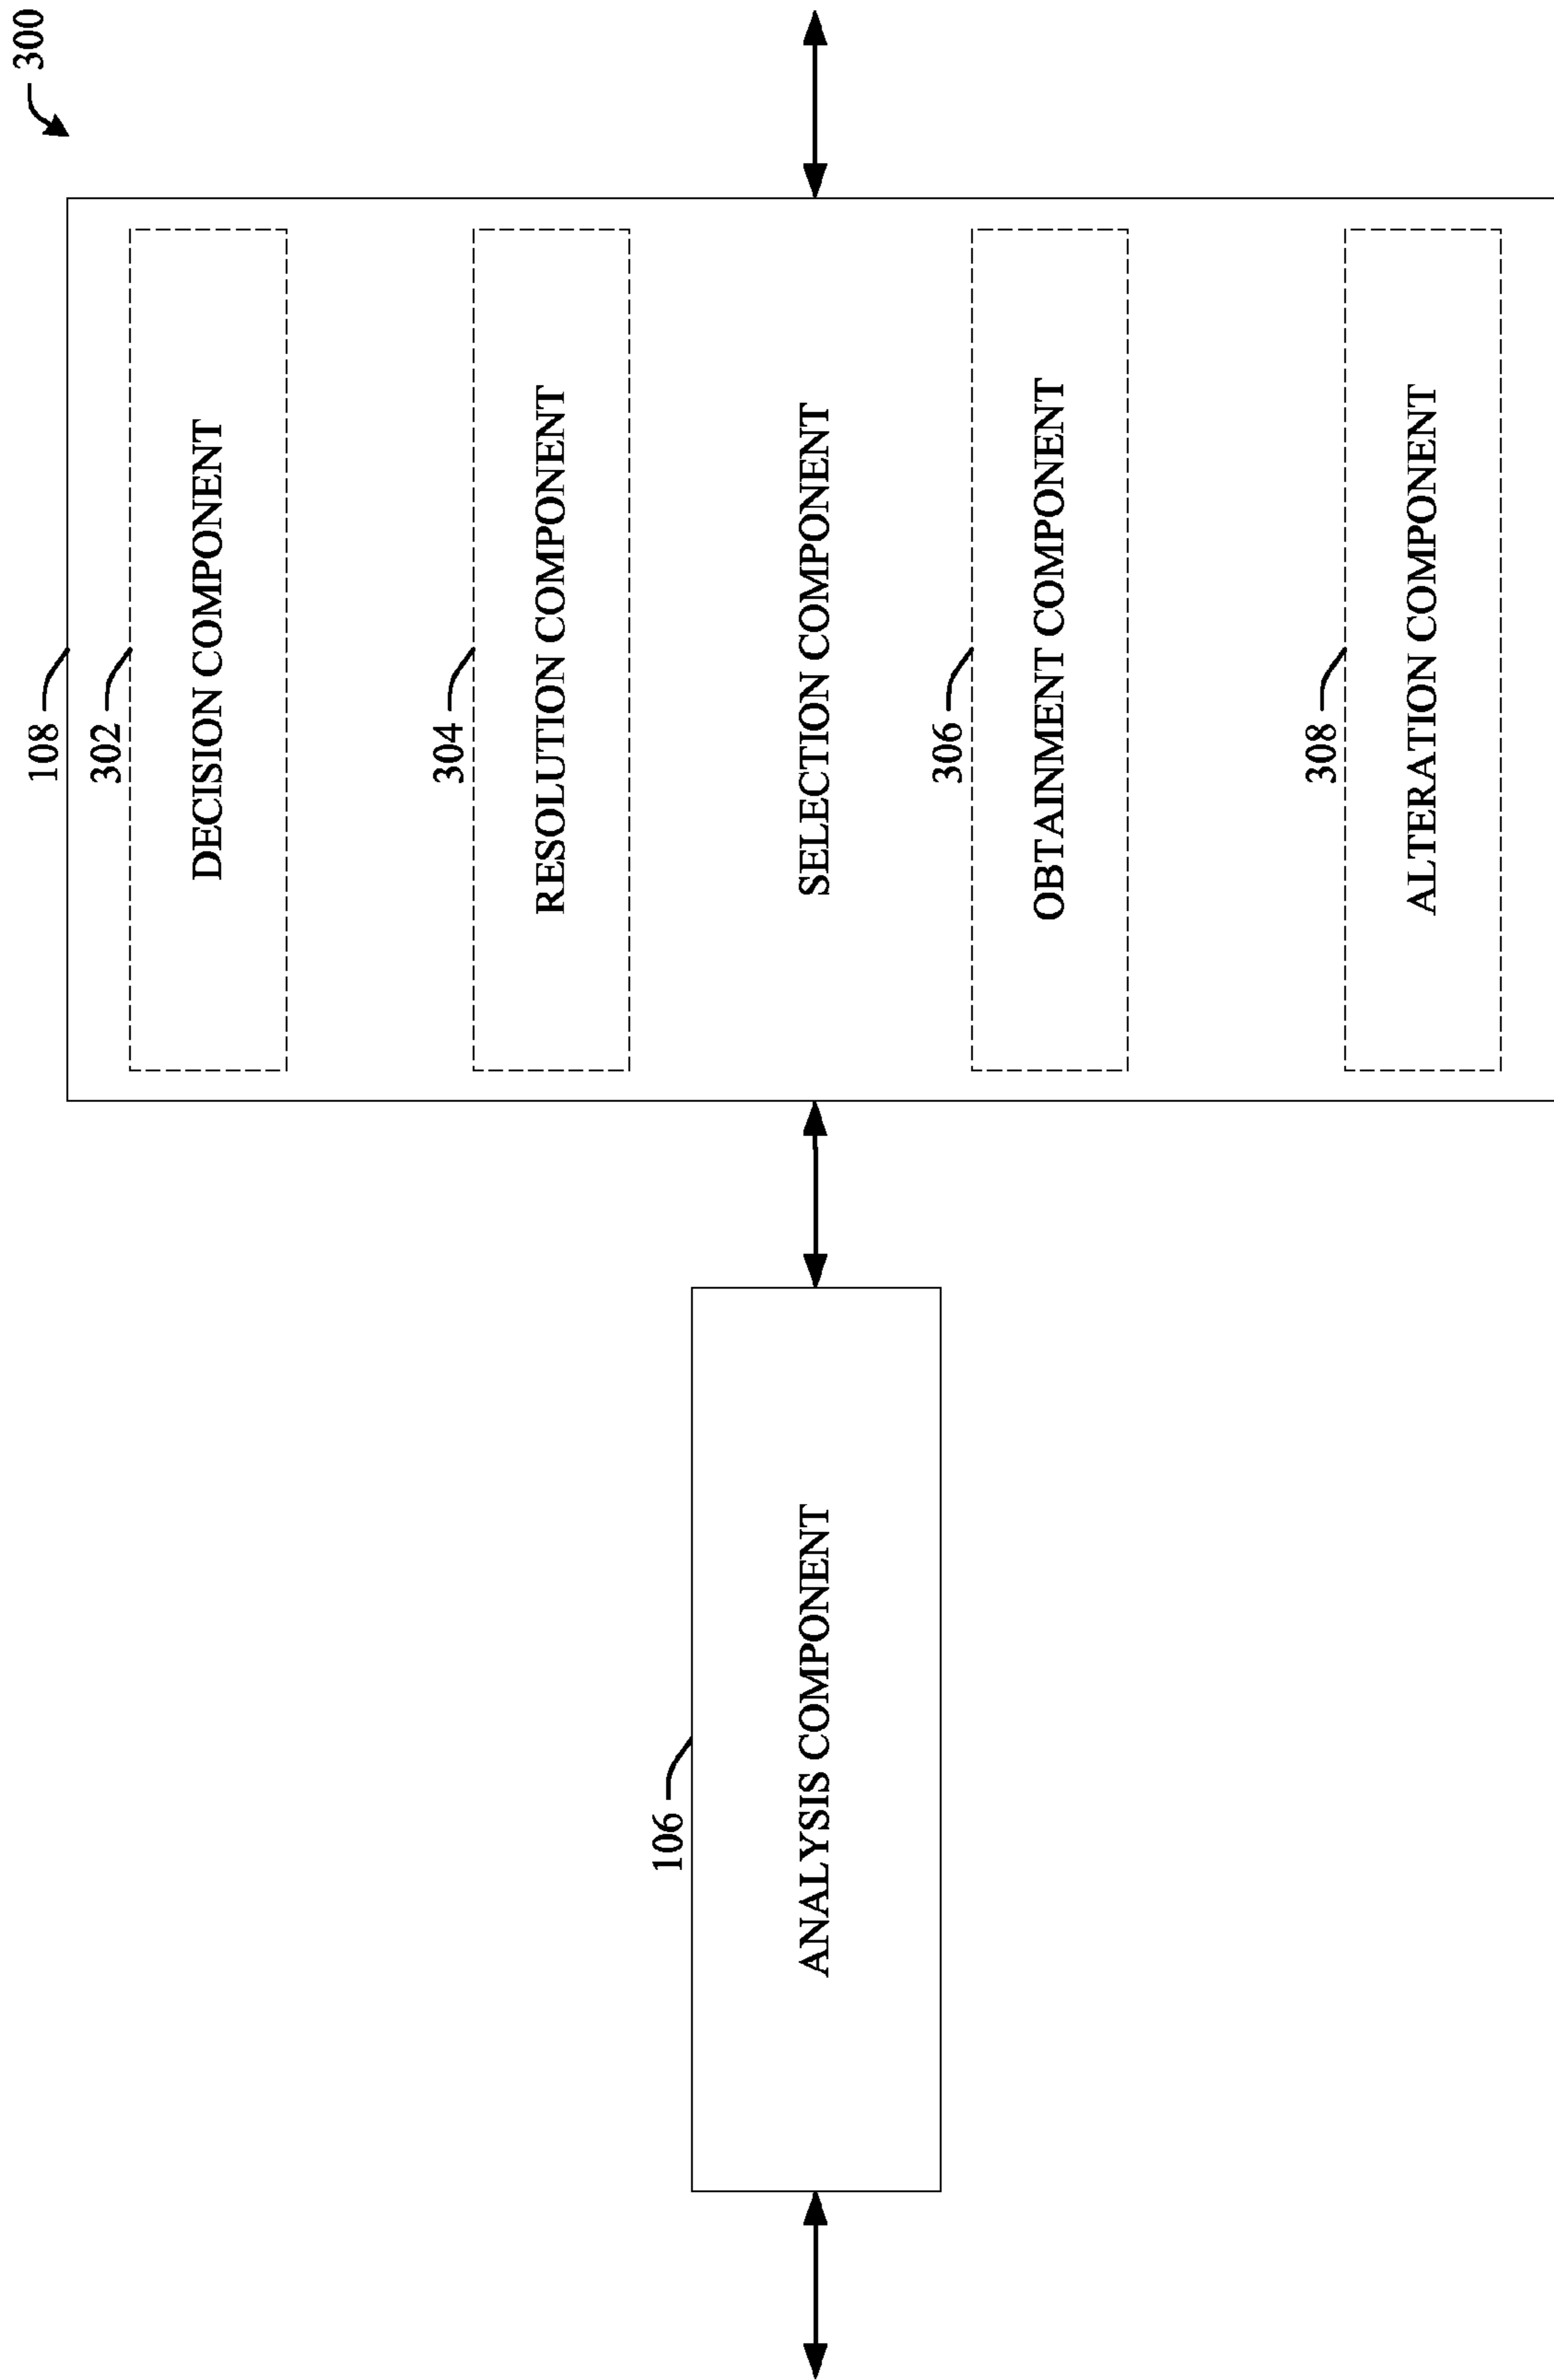 300
108
302
DECISION COMPONENT
304
RESOLUTION COMPONENT
106
ANALYSIS COMPONENT
SELECTION COMPONENT
306
OBTAINMENT COMPONENT
308
ALTERATION COMPONENT